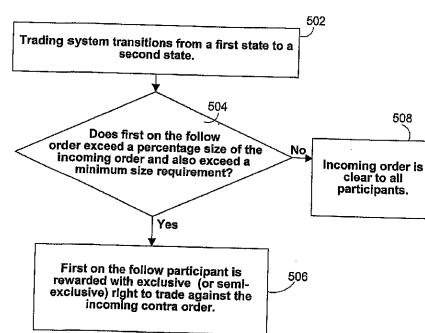 502
Trading system transitions from a first state to a
second state.
504
Does first on the follow
order exceed a percentage size of the
incoming order and also exceed a
minimum size requirement?
No
508
Incoming order is
clear to all
participants.
Yes
First on the follow participant is
rewarded with exclusive (or semi-
exclusive) right to trade against the
incoming contra order.
506